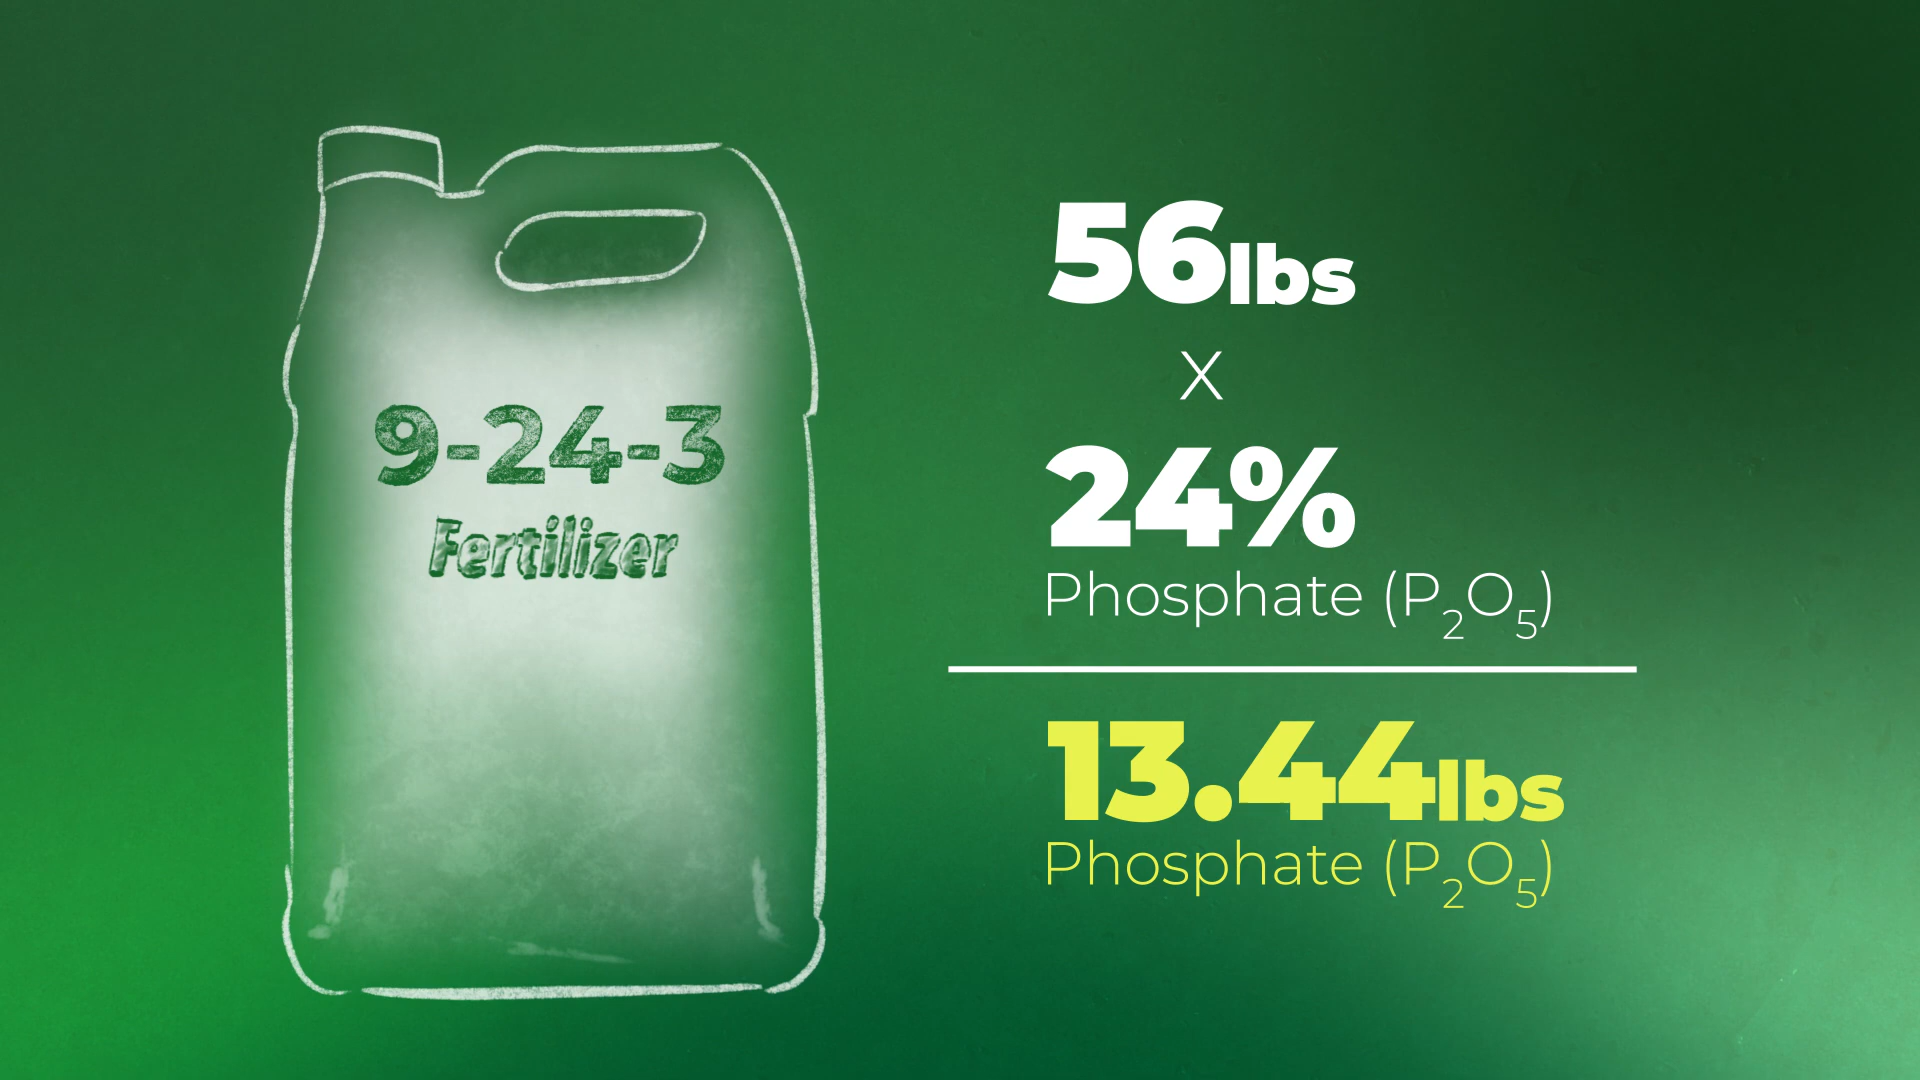 9-24-3
Fertilizer
56lbs
X
24%
Phosphate (P₂O₅)
13.44lbs
Phosphate (P₂O₅)